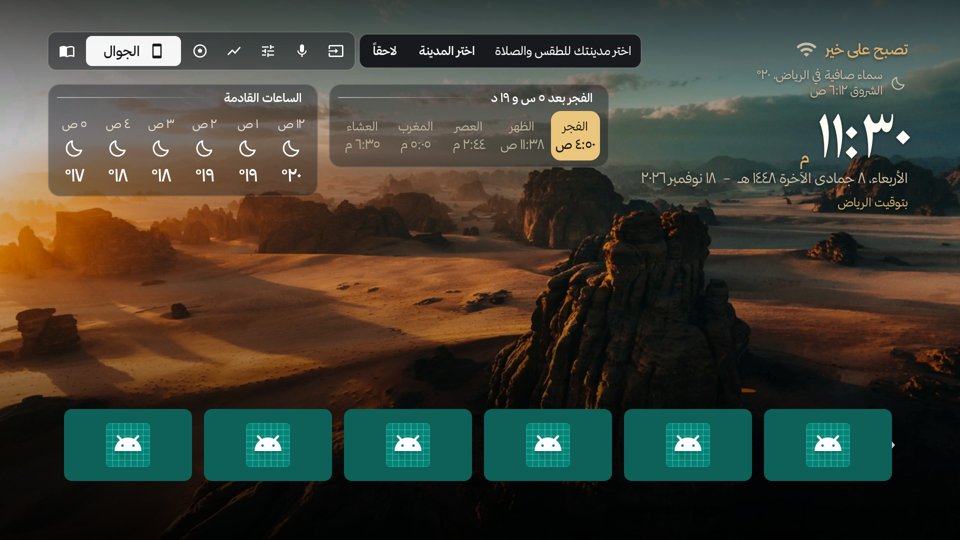 تصبح على خير
سماء صافية في الرياض، ٢٠°
الشروق ٦:١٢ ص
١١:٣٠ م
الأربعاء، ٨ جمادى الآخرة ١٤٤٨ هـ – ١٨ نوفمبر ٢٠٢٦
بتوقيت الرياض
اختر مدينتك للطقس والصلاة
اختر المدينة
لاحقاً
الجوال
الفجر بعد ٥ س و ١٩ د
الفجر الظهر العصر المغرب العشاء
٤:٥٠ ص ١١:٣٨ ص ٢:٤٤ م ٥:٠٥ م ٦:٣٥ م
الساعات القادمة
١٢ ص ١ ص ٢ ص ٣ ص ٤ ص ٥ ص
٢٠° ١٩° ١٩° ١٨° ١٨° ١٧°